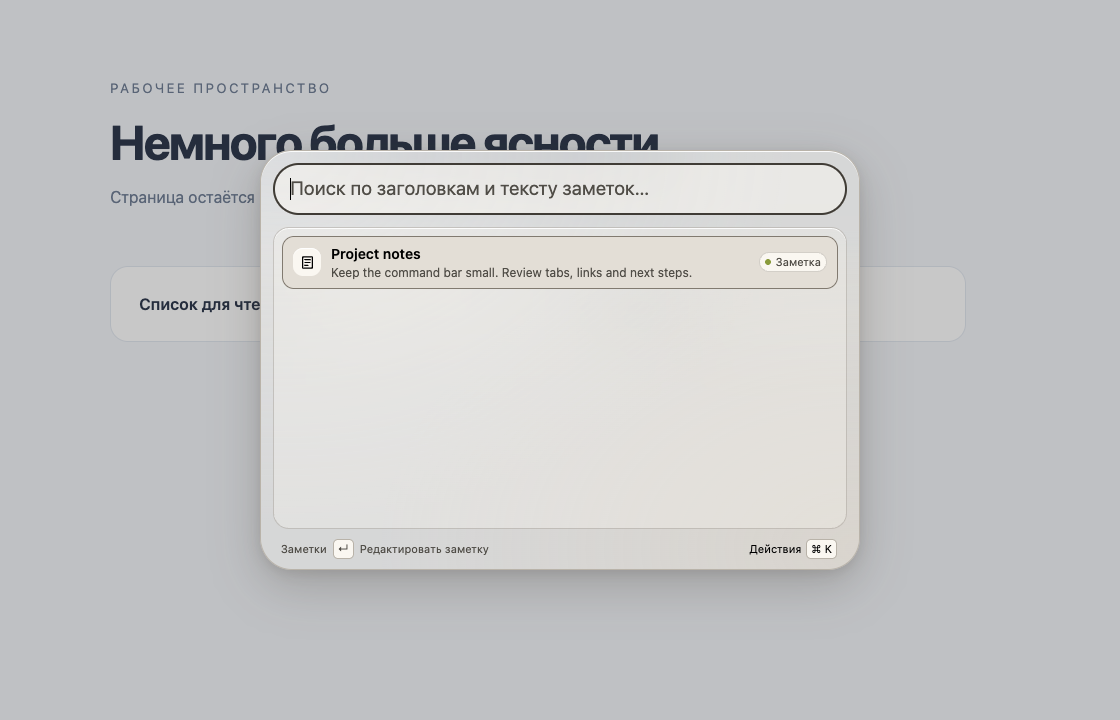 РАБОЧЕЕ ПРОСТРАНСТВО
Немного больше ясности
Страница остаётся
Поиск по заголовкам и тексту заметок...
Project notes
Keep the command bar small. Review tabs, links and next steps.
Заметка
Список для чте
Заметки ↵ Редактировать заметку
Действия ⌘ K